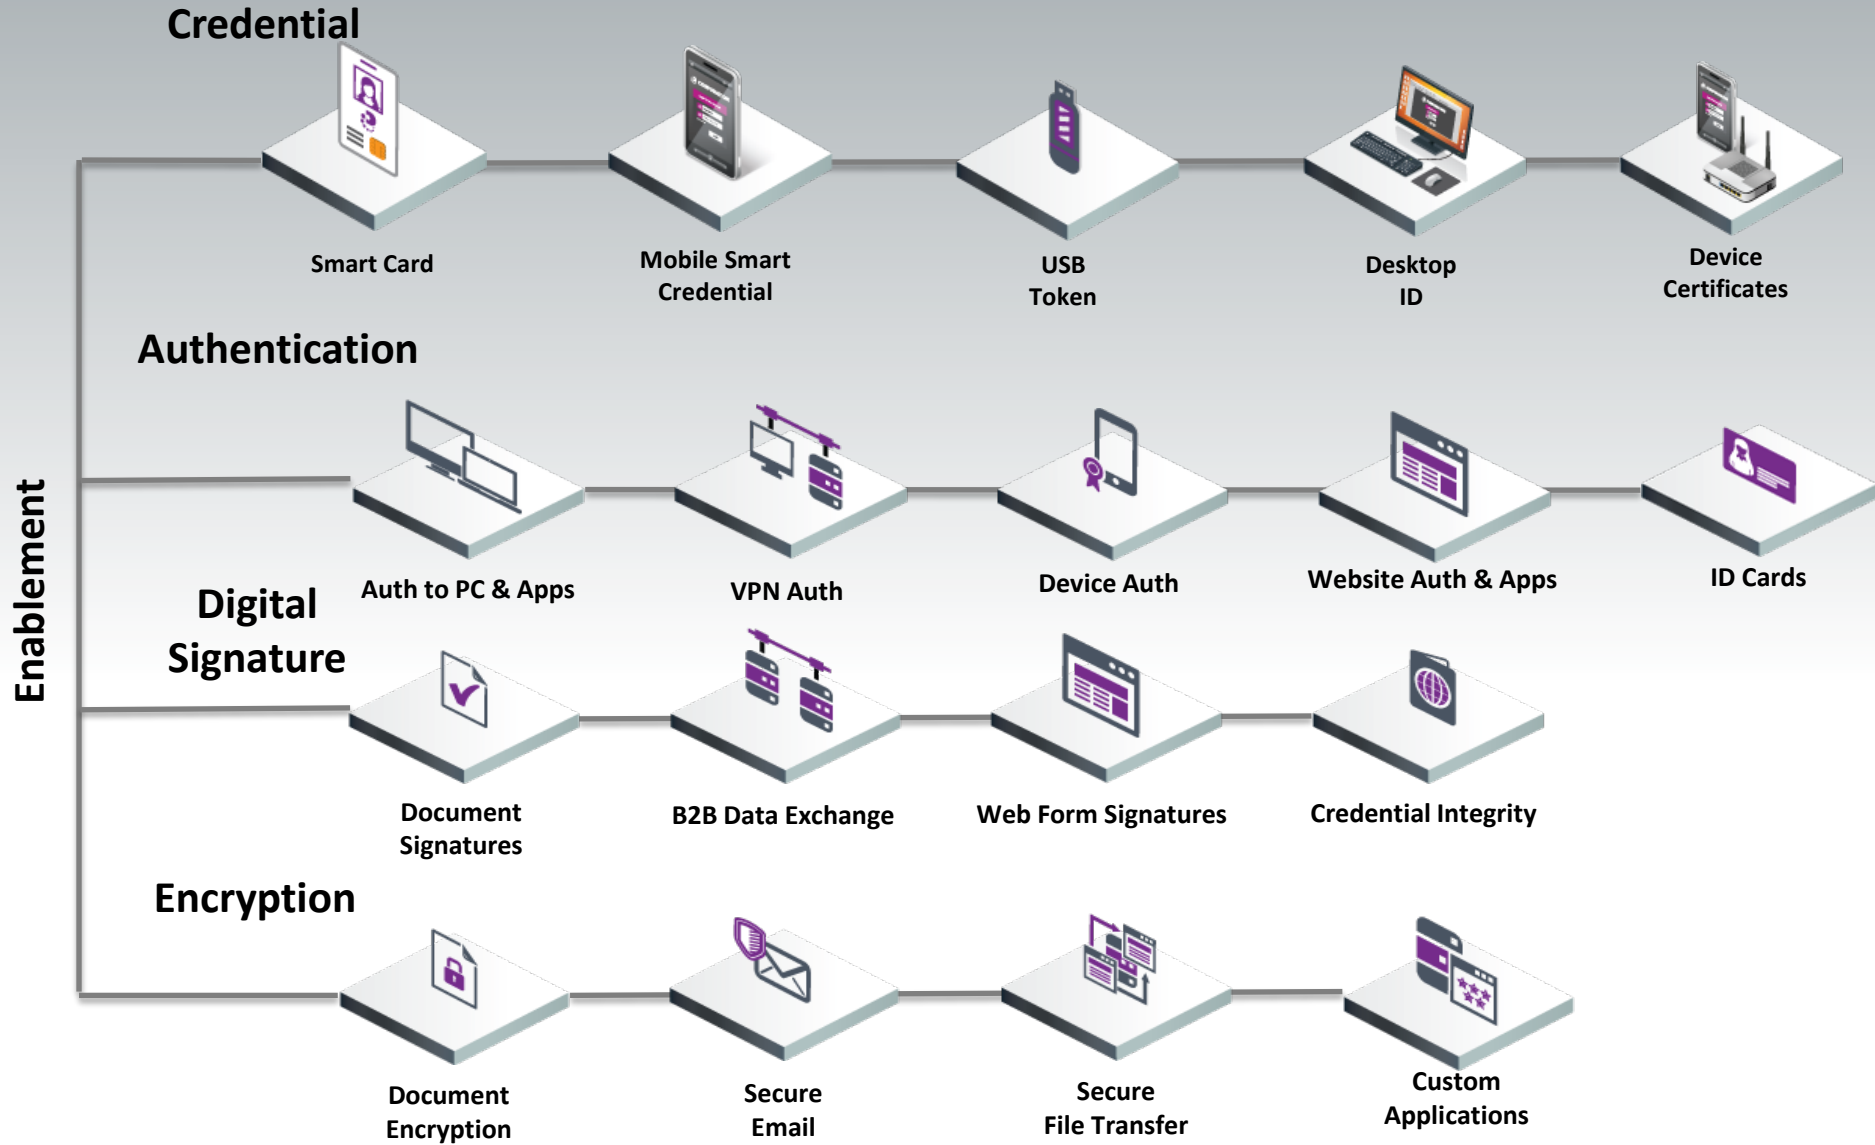 Credential
Smart Card
Mobile Smart
Credential
USB
Token
Desktop
ID
Device
Certificates
Authentication
Auth to PC & Apps
VPN Auth
Device Auth
Website Auth & Apps
ID Cards
Enablement
Digital
Signature
Document
Signatures
B2B Data Exchange
Web Form Signatures
Credential Integrity
Encryption
Document
Encryption
Secure
Email
Secure
File Transfer
Custom
Applications